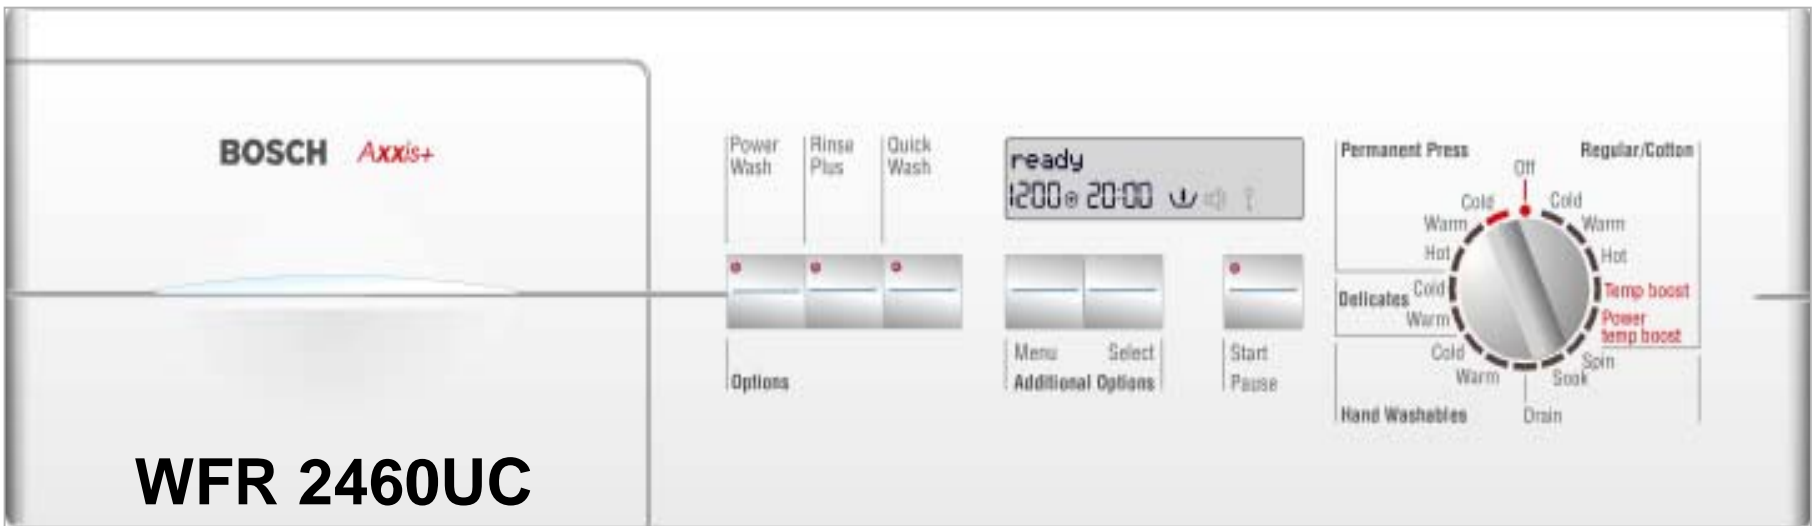 BOSCH Axxis+
WFR 2460UC
Power
Wash
Rinse
Plus
Quick
Wash
Options
ready
1200 20:00
Menu Select
Additional Options
Start
Pause
Permanent Press
Regular/Cotton
Off
Cold
Warm
Hot
Cold
Warm
Hot
Temp boost
Power
temp boost
Delicates Cold
Warm
Cold
Warm
Hand Washables
Spin
Soak
Drain